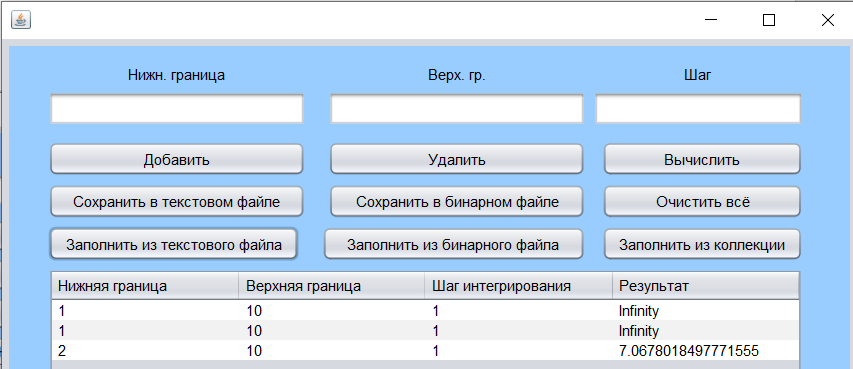 Нижн. граница Верх. гр. Шаг
Добавить Удалить Вычислить
Сохранить в текстовом файле Сохранить в бинарном файле Очистить всё
Заполнить из текстового файла Заполнить из бинарного файла Заполнить из коллекции
Нижняя граница Верхняя граница Шаг интегрирования Результат
1 10 1 Infinity
1 10 1 Infinity
2 10 1 7.0678018497771555